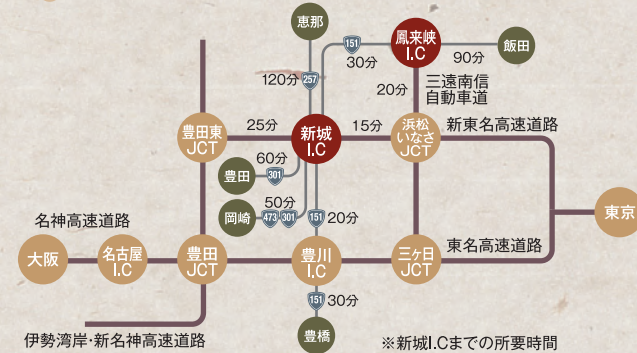 恵那
151
鳳来峡
I.C
飯田
30分
90分
120分
257
20分
三遠南信
自動車道
豊田東
JCT
25分
新城
I.C
15分
浜松
いなさ
JCT
新東名高速道路
60分
豊田
301
50分
岡崎
473
301
151
20分
東京
名神高速道路
大阪
名古屋
I.C
豊田
JCT
豊川
I.C
三ヶ日
JCT
東名高速道路
151
30分
豊橋
伊勢湾岸・新名神高速道路
※新城I.Cまでの所要時間